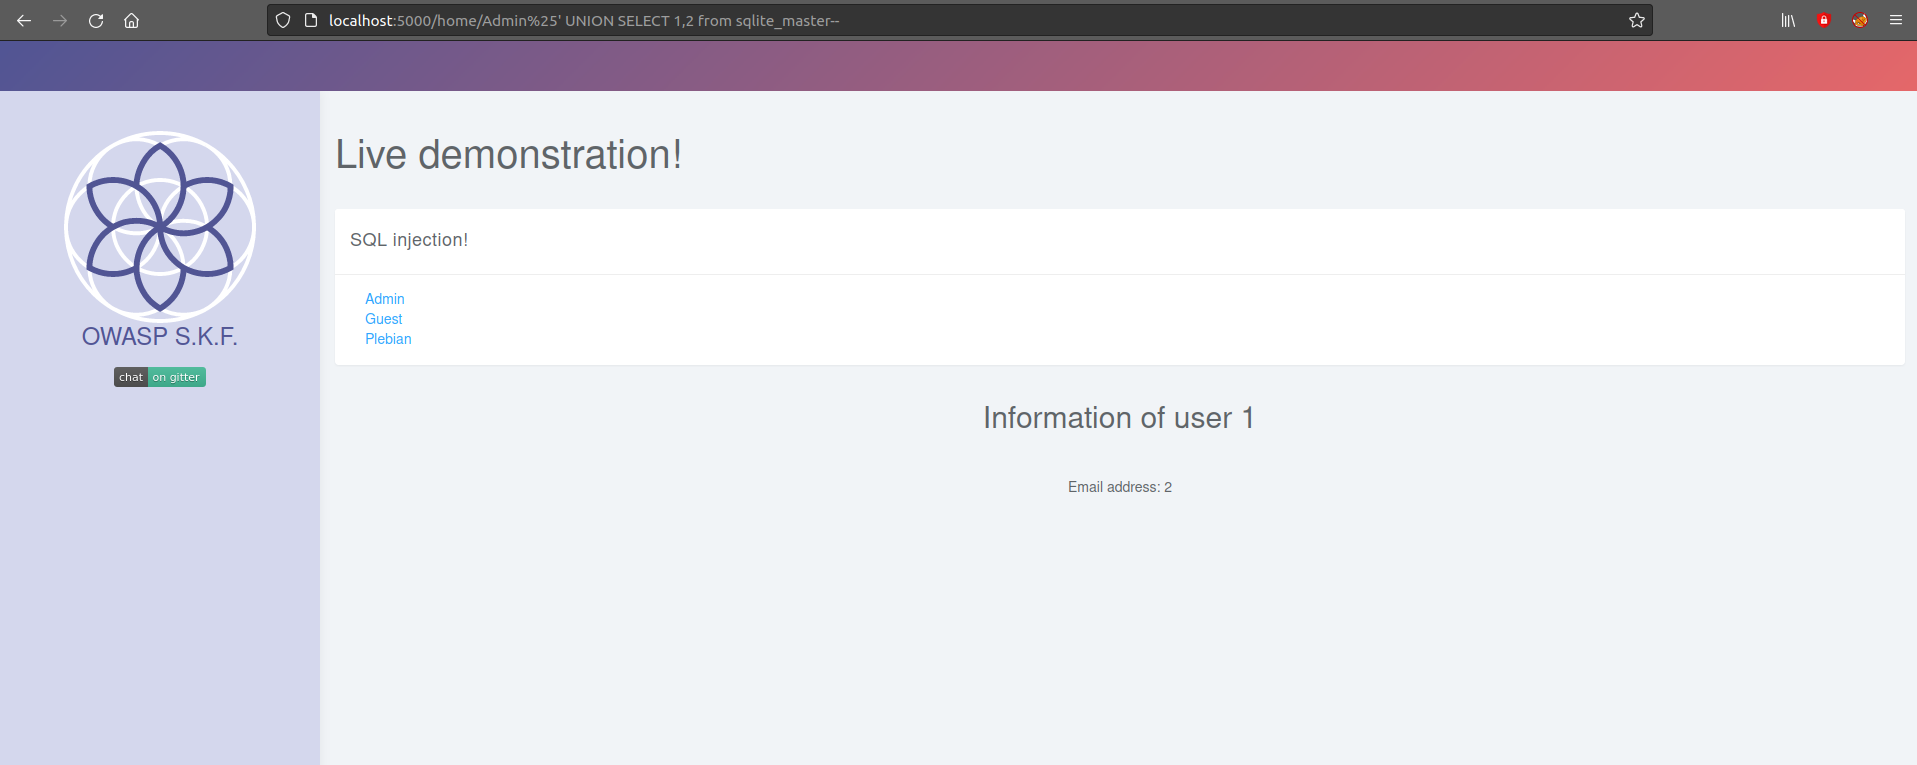 localhost:5000/home/Admin%25' UNION SELECT 1,2 from sqlite_master--
OWASP S.K.F.
chat on gitter
Live demonstration!
SQL injection!
Admin
Guest
Plebian
Information of user 1
Email address: 2